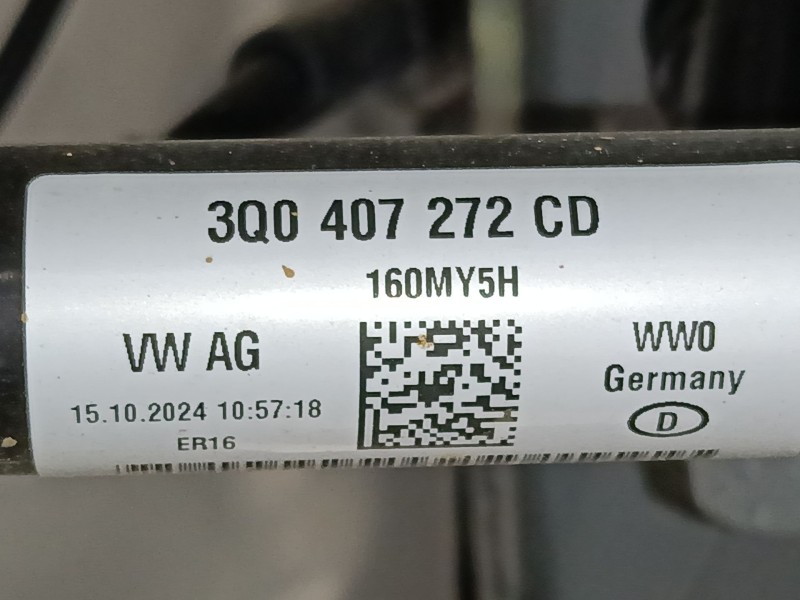 3Q0 407 272 CD
160MY5H
VW AG
WW0
Germany
15.10.2024 10:57:18
D
ER16